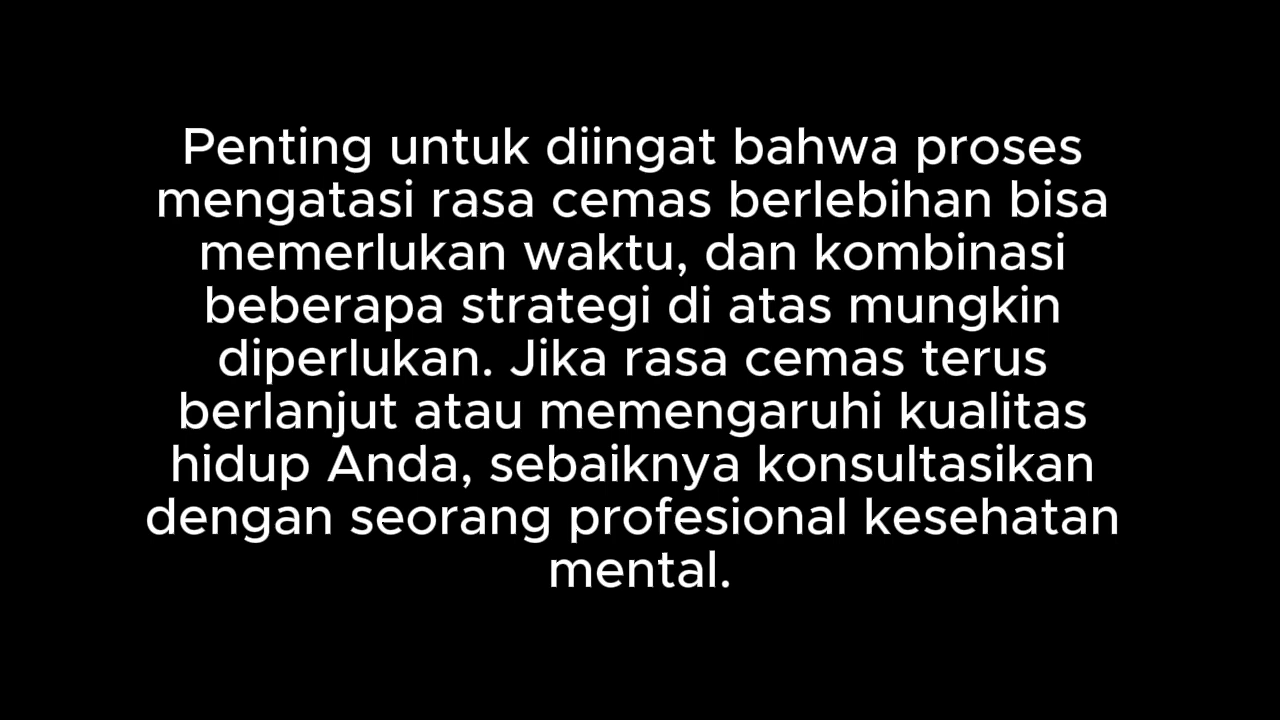 Penting untuk diingat bahwa proses
mengatasi rasa cemas berlebihan bisa
memerlukan waktu, dan kombinasi
beberapa strategi di atas mungkin
diperlukan. Jika rasa cemas terus
berlanjut atau memengaruhi kualitas
hidup Anda, sebaiknya konsultasikan
dengan seorang profesional kesehatan
mental.